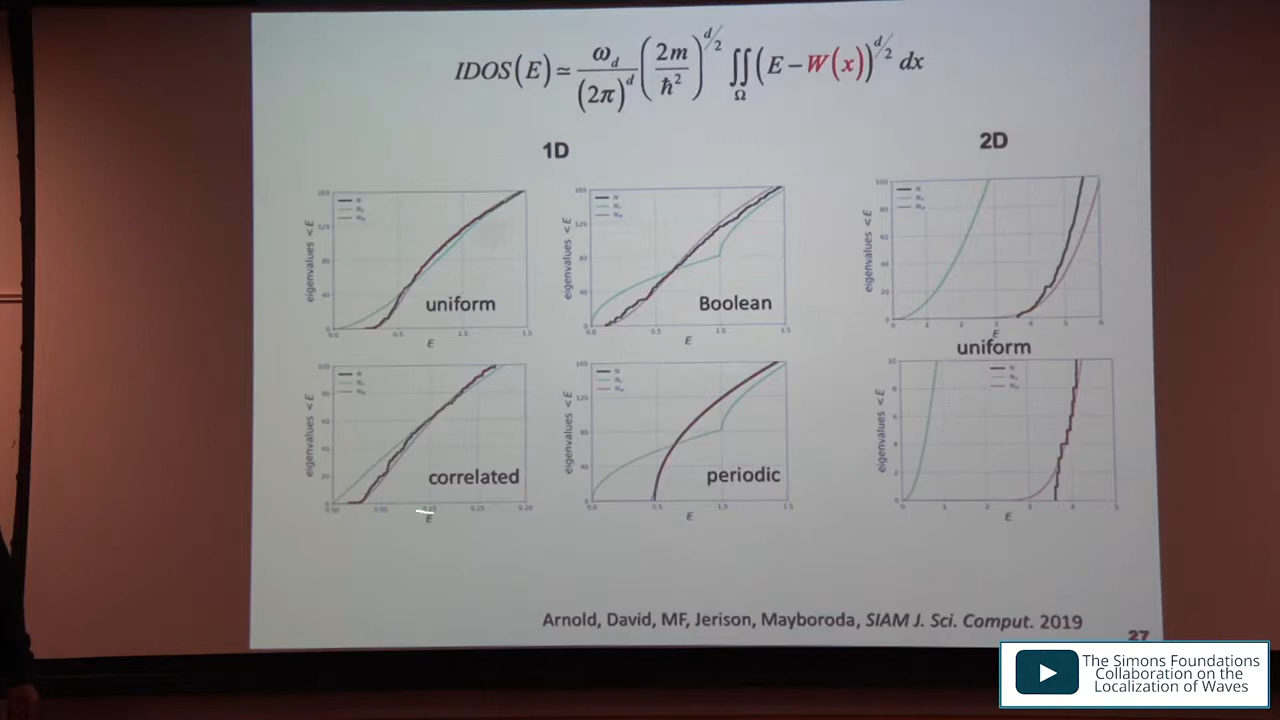 IDOS(E) ≃ ω_d/(2π)^d (2m/ħ²)^{d/2} ∬_Ω (E − W(x))^{d/2} dx
1D
2D
eigenvalues < E
uniform
E
eigenvalues < E
Boolean
E
eigenvalues < E
E
uniform
eigenvalues < E
correlated
E
eigenvalues < E
periodic
E
eigenvalues < E
E
Arnold, David, MF, Jerison, Mayboroda, SIAM J. Sci. Comput. 2019
27
The Simons Foundations
Collaboration on the
Localization of Waves